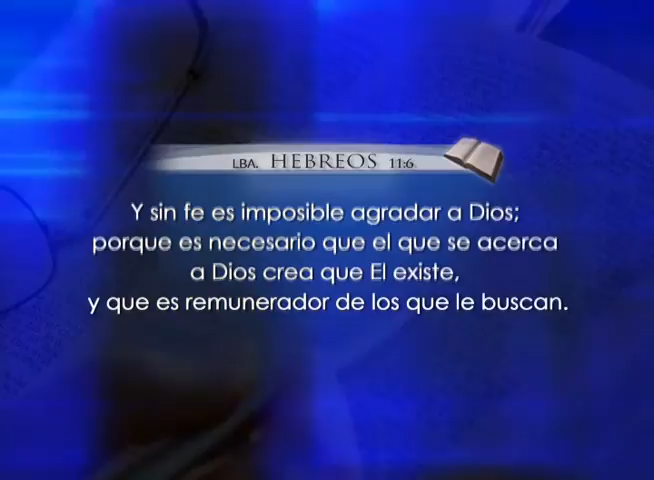 LBA. HEBREOS 11:6
Y sin fe es imposible agradar a Dios;
porque es necesario que el que se acerca
a Dios crea que El existe,
y que es remunerador de los que le buscan.